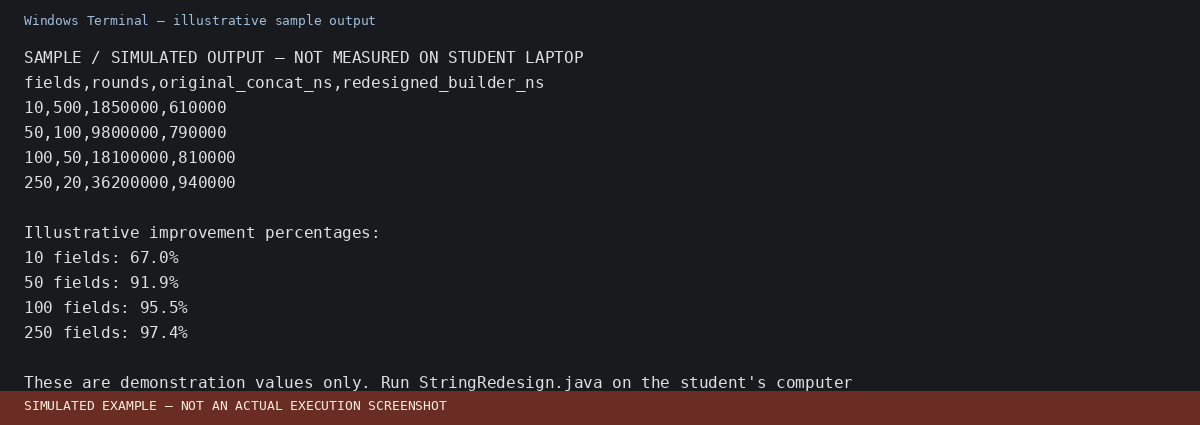 Windows Terminal — illustrative sample output
SAMPLE / SIMULATED OUTPUT — NOT MEASURED ON STUDENT LAPTOP
fields,rounds,original_concat_ns,redesigned_builder_ns
10,500,1850000,610000
50,100,9800000,790000
100,50,18100000,810000
250,20,36200000,940000
Illustrative improvement percentages:
10 fields: 67.0%
50 fields: 91.9%
100 fields: 95.5%
250 fields: 97.4%
These are demonstration values only. Run StringRedesign.java on the student's computer
SIMULATED EXAMPLE — NOT AN ACTUAL EXECUTION SCREENSHOT